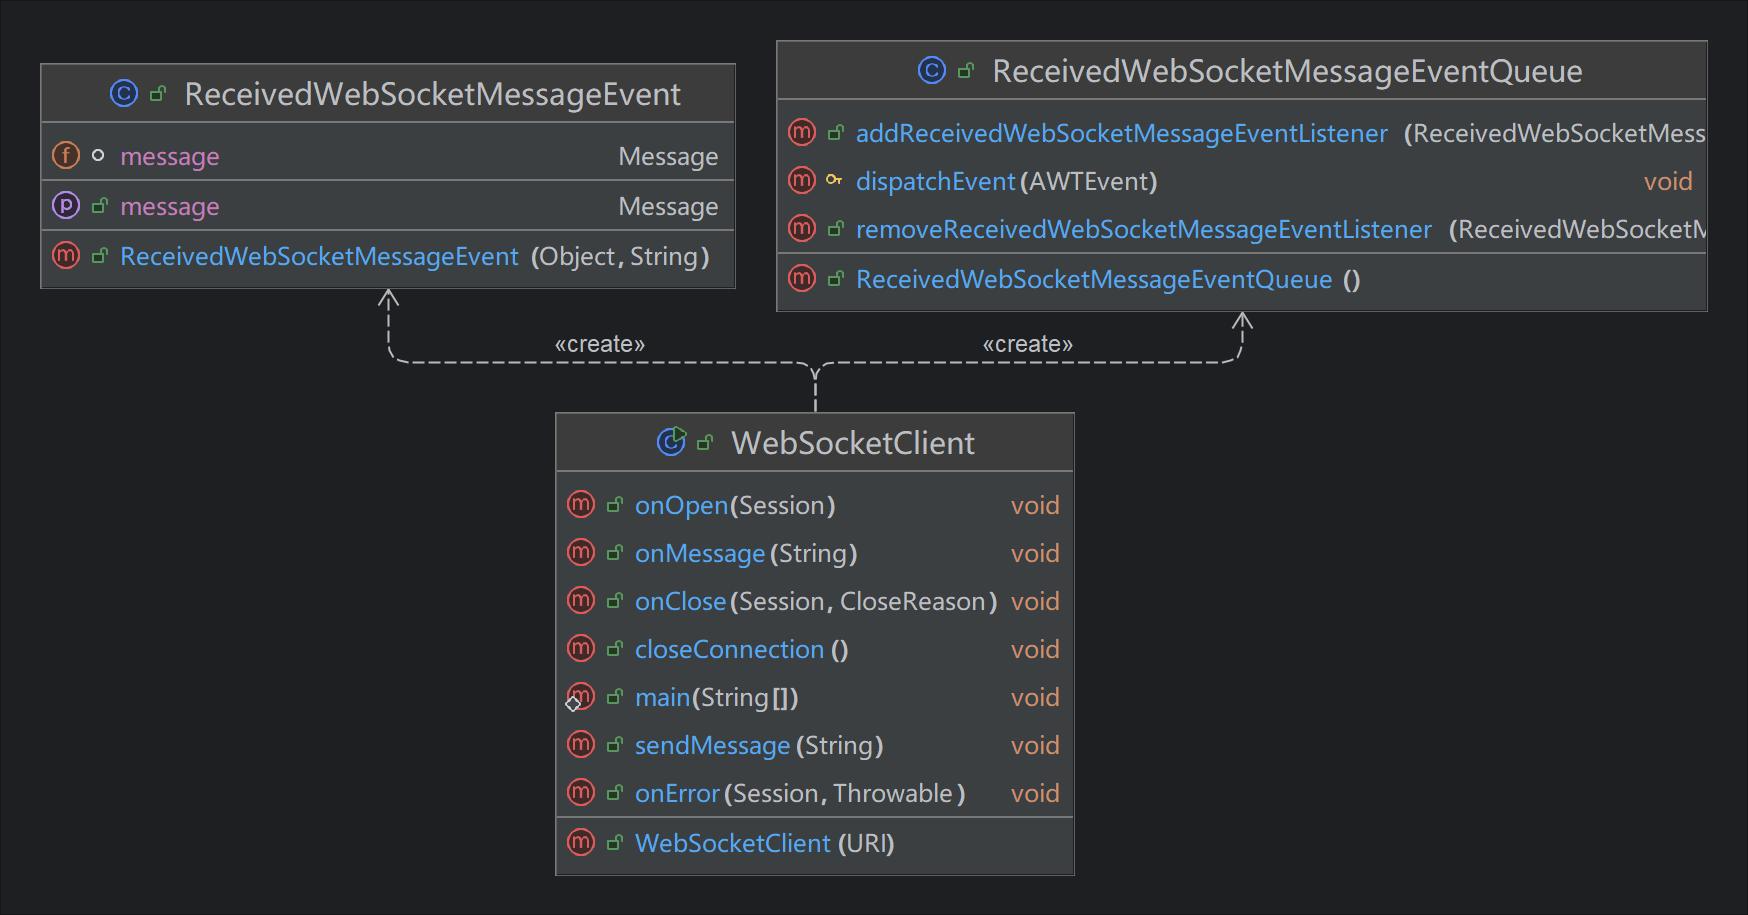 ReceivedWebSocketMessageEvent
message Message
message Message
ReceivedWebSocketMessageEvent (Object, String)
ReceivedWebSocketMessageEventQueue
addReceivedWebSocketMessageEventListener (ReceivedWebSocketMess
dispatchEvent(AWTEvent) void
removeReceivedWebSocketMessageEventListener (ReceivedWebSocketM
ReceivedWebSocketMessageEventQueue ()
«create»
«create»
WebSocketClient
onOpen(Session) void
onMessage(String) void
onClose(Session, CloseReason) void
closeConnection () void
main(String[]) void
sendMessage (String) void
onError(Session, Throwable) void
WebSocketClient (URI)